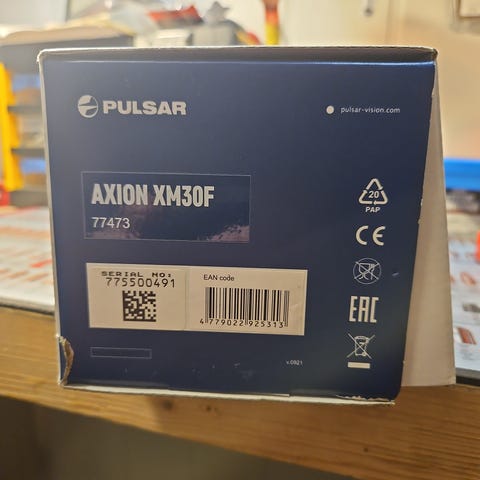 PULSAR
pulsar-vision.com
AXION XM30F
77473
20
PAP
CE
SERIAL NO:
775500491
EAN code
4 779022 925313
EAC
v.0921